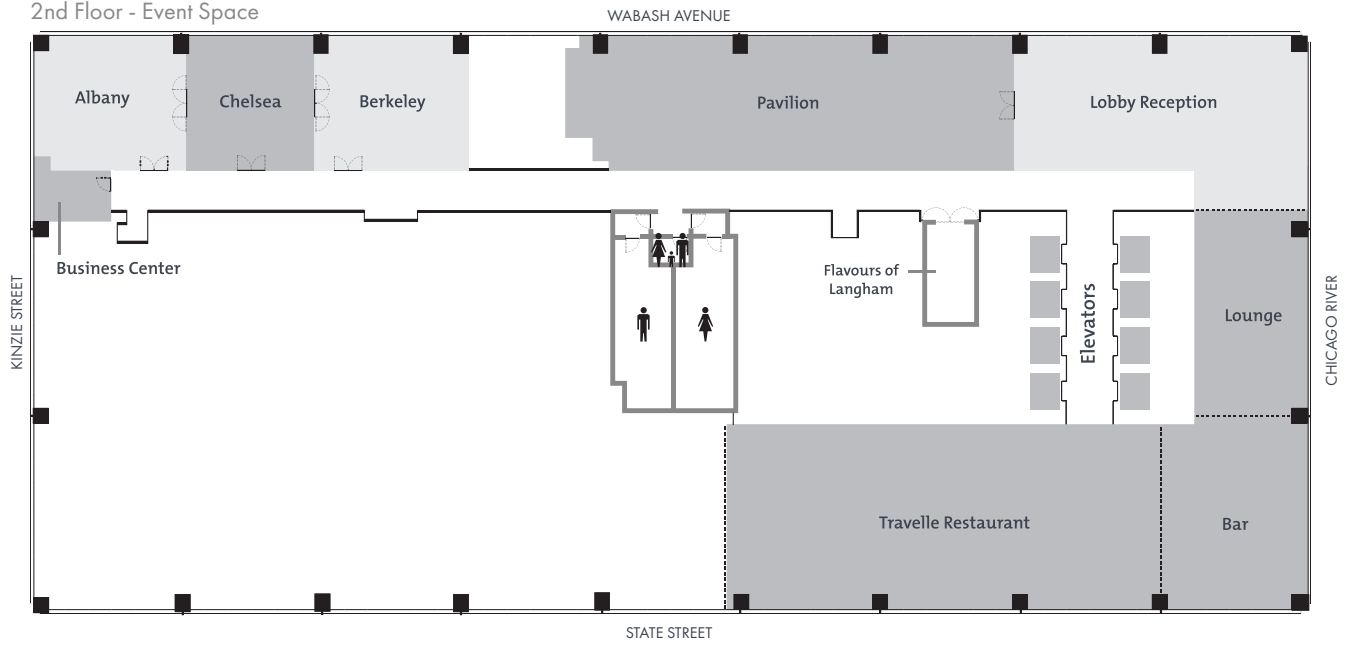 2nd Floor - Event Space
WABASH AVENUE
Albany
Chelsea
Berkeley
Pavilion
Lobby Reception
Business Center
Flavours of
Langham
Elevators
Lounge
KINZIE STREET
CHICAGO RIVER
Travelle Restaurant
Bar
STATE STREET